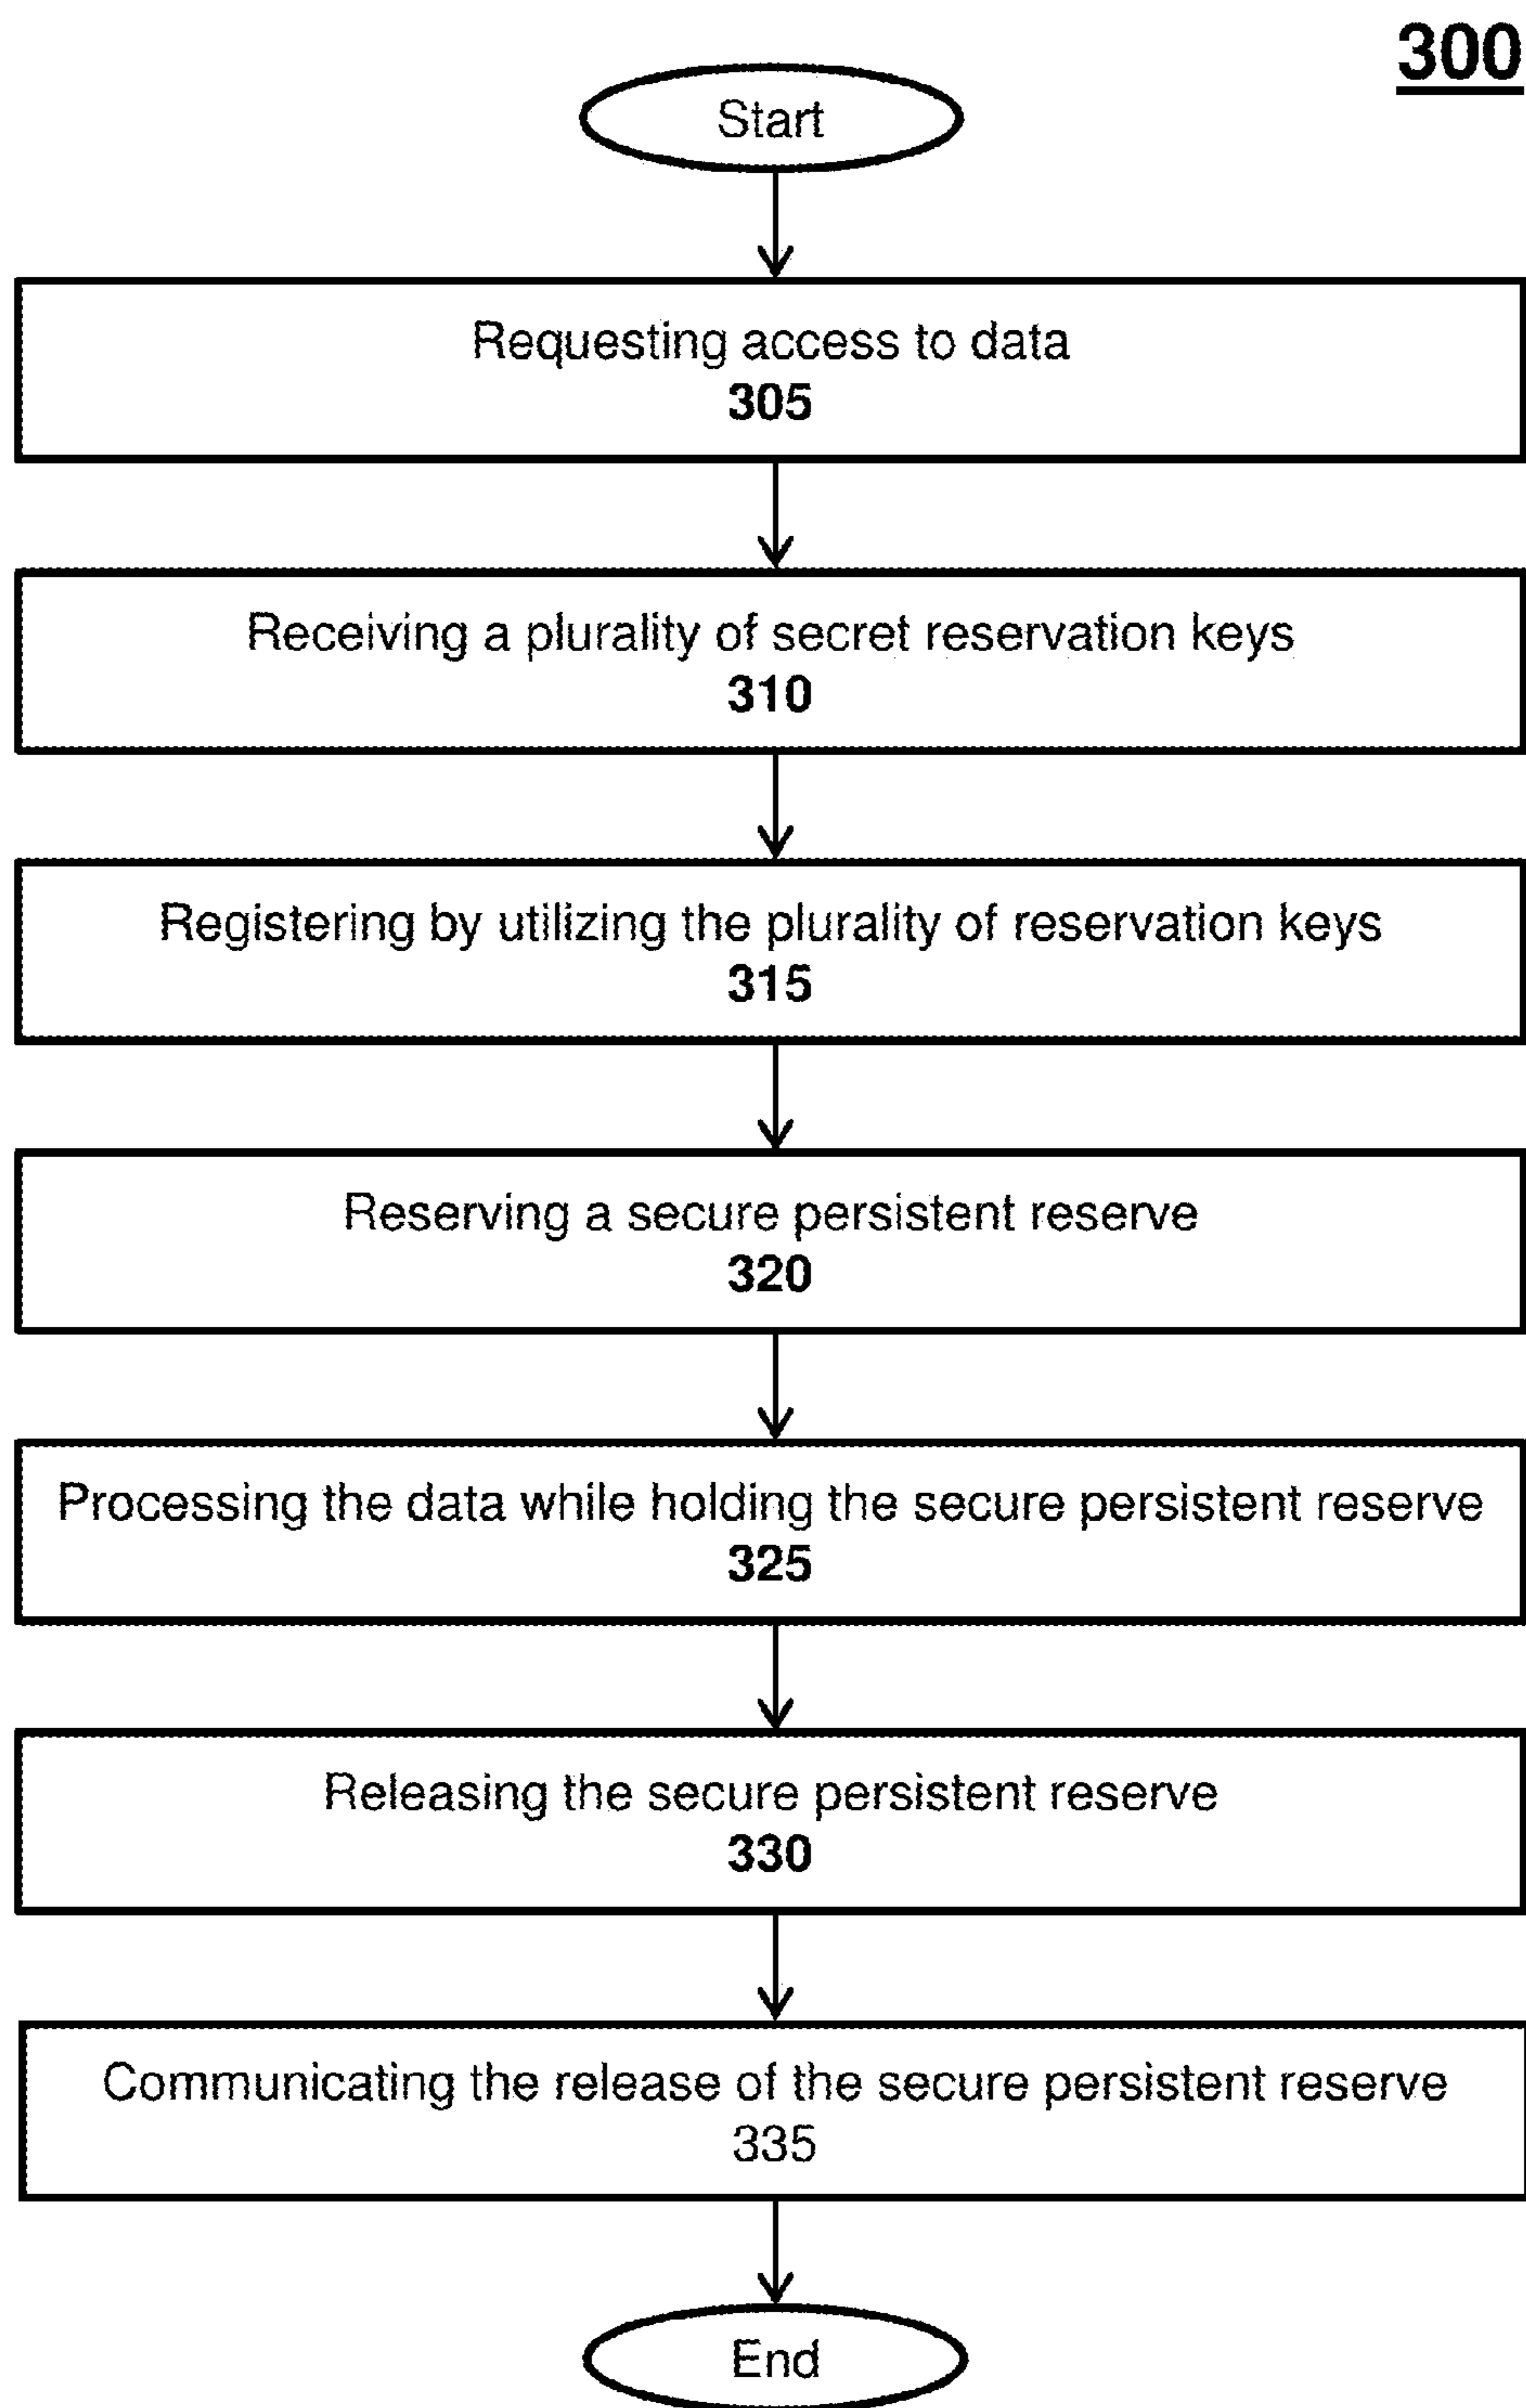 300
Start
Requesting access to data
305
Receiving a plurality of secret reservation keys
310
Registering by utilizing the plurality of reservation keys
315
Reserving a secure persistent reserve
320
Processing the data while holding the secure persistent reserve
325
Releasing the secure persistent reserve
330
Communicating the release of the secure persistent reserve
335
End